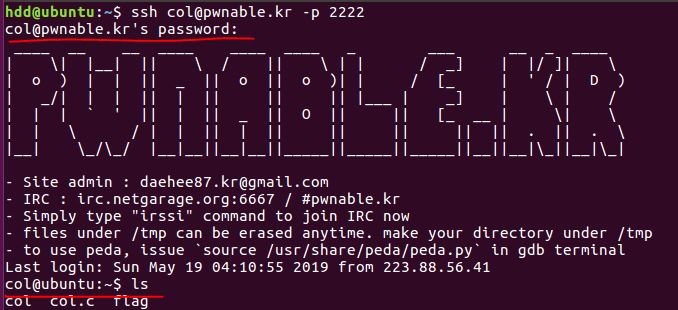 hdd@ubuntu:~$ ssh col@pwnable.kr -p 2222
col@pwnable.kr's password:
PWNABLE.KR
- Site admin : daehee87.kr@gmail.com
- IRC : irc.netgarage.org:6667 / #pwnable.kr
- Simply type "irssi" command to join IRC now
- files under /tmp can be erased anytime. make your directory under /tmp
- to use peda, issue `source /usr/share/peda/peda.py` in gdb terminal
Last login: Sun May 19 04:10:55 2019 from 223.88.56.41
col@ubuntu:~$ ls
col  col.c  flag